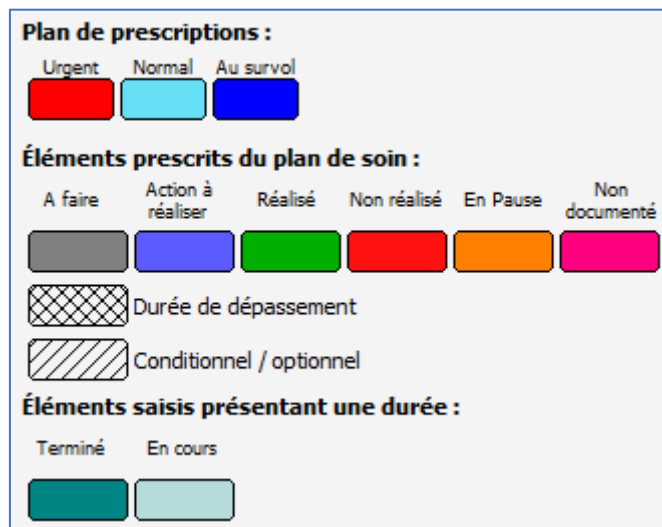 Plan de prescriptions :
Urgent Normal Au survol
Éléments prescrits du plan de soin :
A faire Action à réaliser Réalisé Non réalisé En Pause Non documenté
Durée de dépassement
Conditionnel / optionnel
Éléments saisis présentant une durée :
Terminé En cours